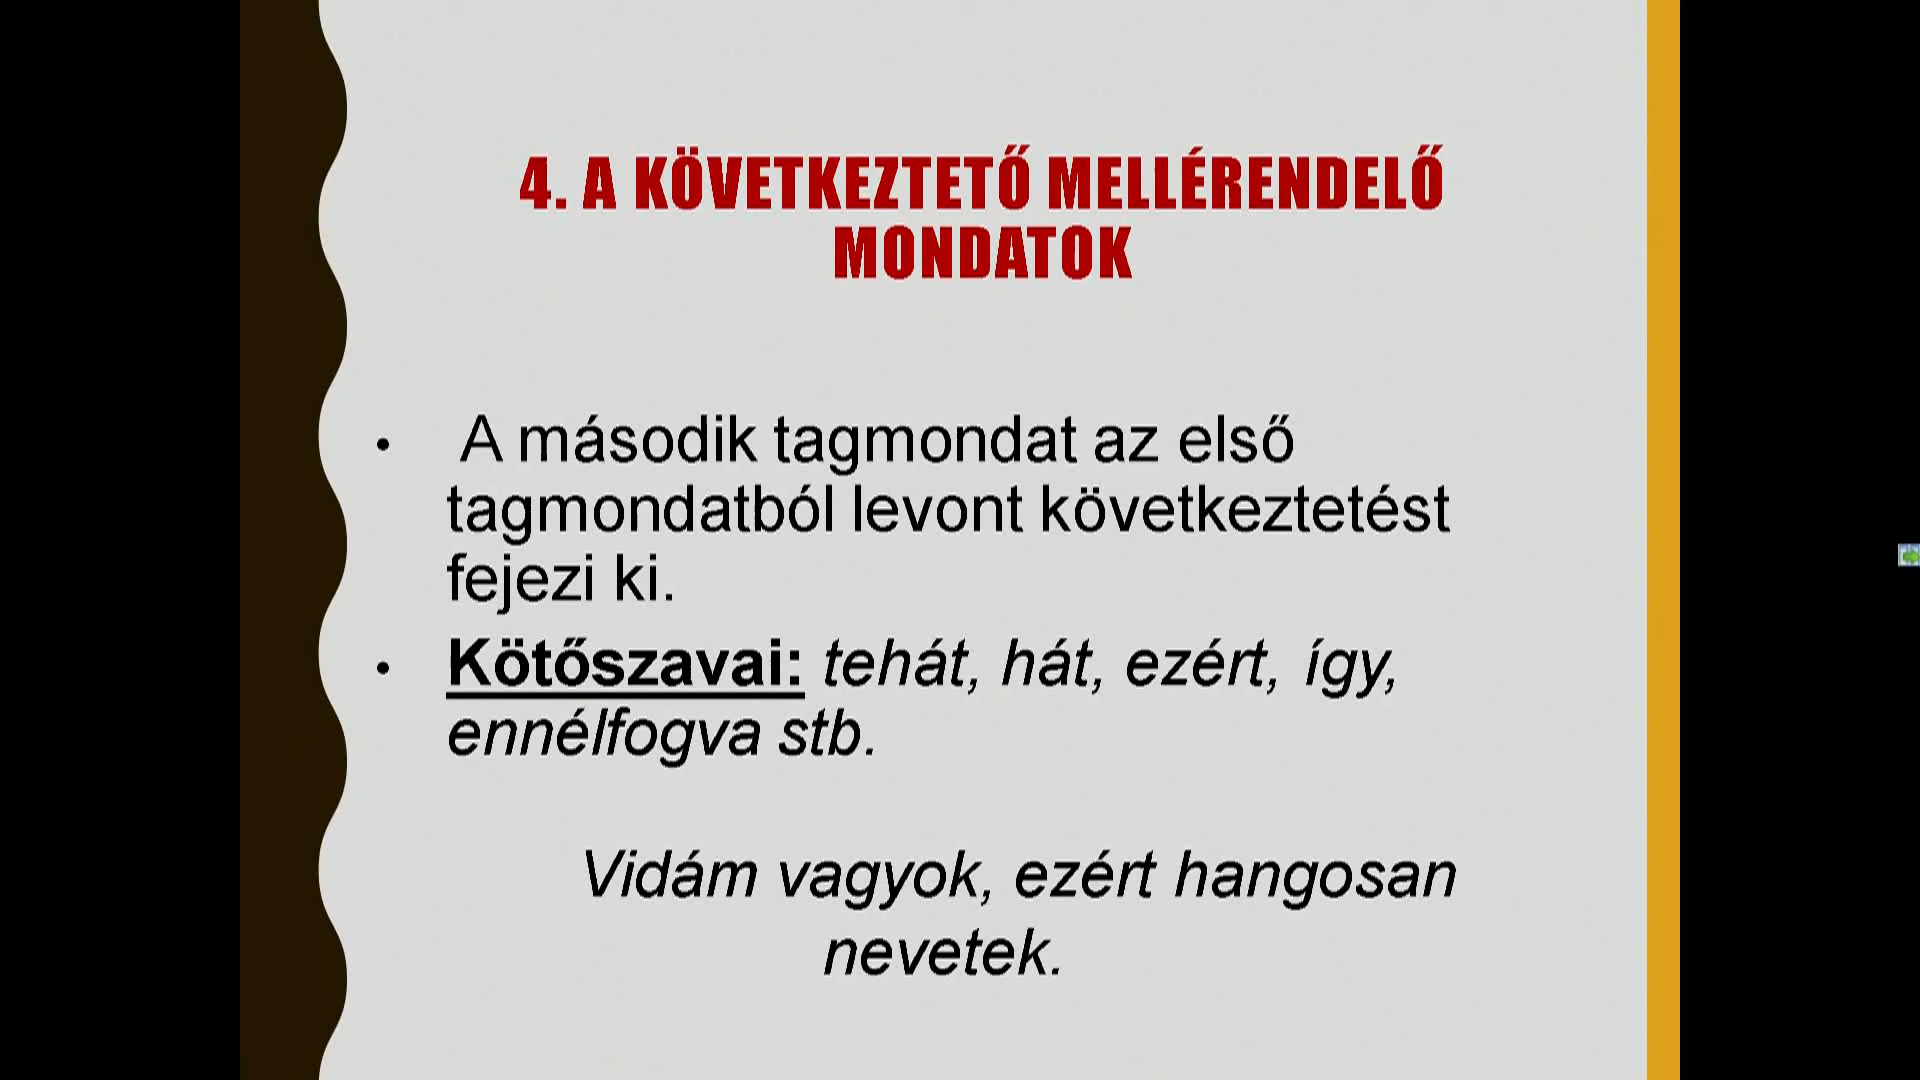 4. A KÖVETKEZTETŐ MELLÉRENDELŐ
MONDATOK
• A második tagmondat az első
tagmondatból levont következtetést
fejezi ki.
• Kötőszavai: tehát, hát, ezért, így,
ennélfogva stb.
Vidám vagyok, ezért hangosan
nevetek.